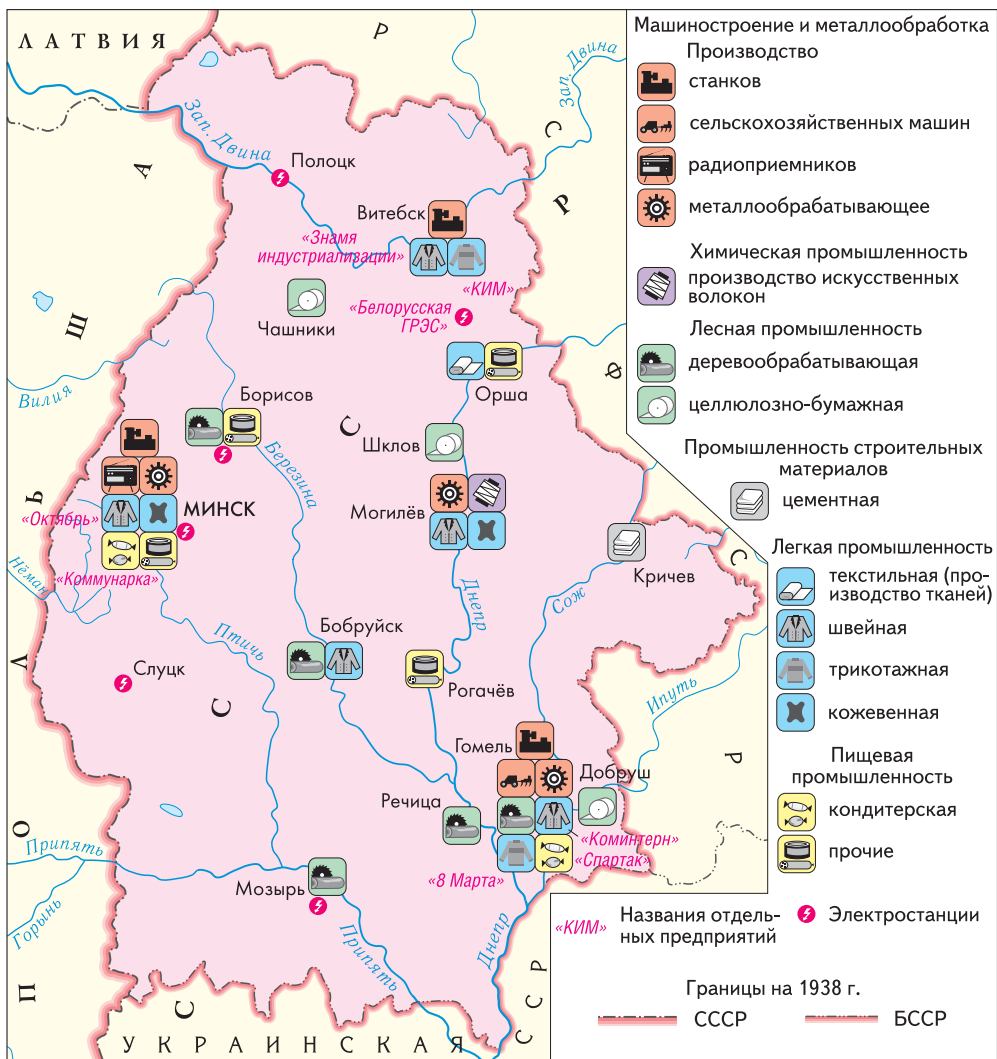 ЛАТВИЯ
Р
С
Ф
С
Р
Зап. Двина
Зап. Двина
А
Ш
Ь
Л
О
П
Полоцк
Витебск
«Знамя
индустриализации»
«КИМ»
«Белорусская
ГРЭС»
Чашники
Вилия
Орша
Борисов
С
Шклов
Березина
МИНСК
«Октябрь»
«Коммунарка»
Нёман
Могилёв
Кричев
Днепр
Сож
Птичь
Бобруйск
Слуцк
С
Рогачёв
Ипуть
Гомель
Добруш
Речица
«Коминтерн»
«Спартак»
«8 Марта»
Припять
Мозырь
Горынь
Припять
Днепр
С
УКРАИНСКАЯ
ССР
Машиностроение и металлообработка
Производство
станков
сельскохозяйственных машин
радиоприемников
металлообрабатывающее
Химическая промышленность
производство искусственных
волокон
Лесная промышленность
деревообрабатывающая
целлюлозно-бумажная
Промышленность строительных
материалов
цементная
Легкая промышленность
текстильная (про-
изводство тканей)
швейная
трикотажная
кожевенная
Пищевая
промышленность
кондитерская
прочие
«КИМ» Названия отдель-
ных предприятий
Электростанции
Границы на 1938 г.
СССР
БССР